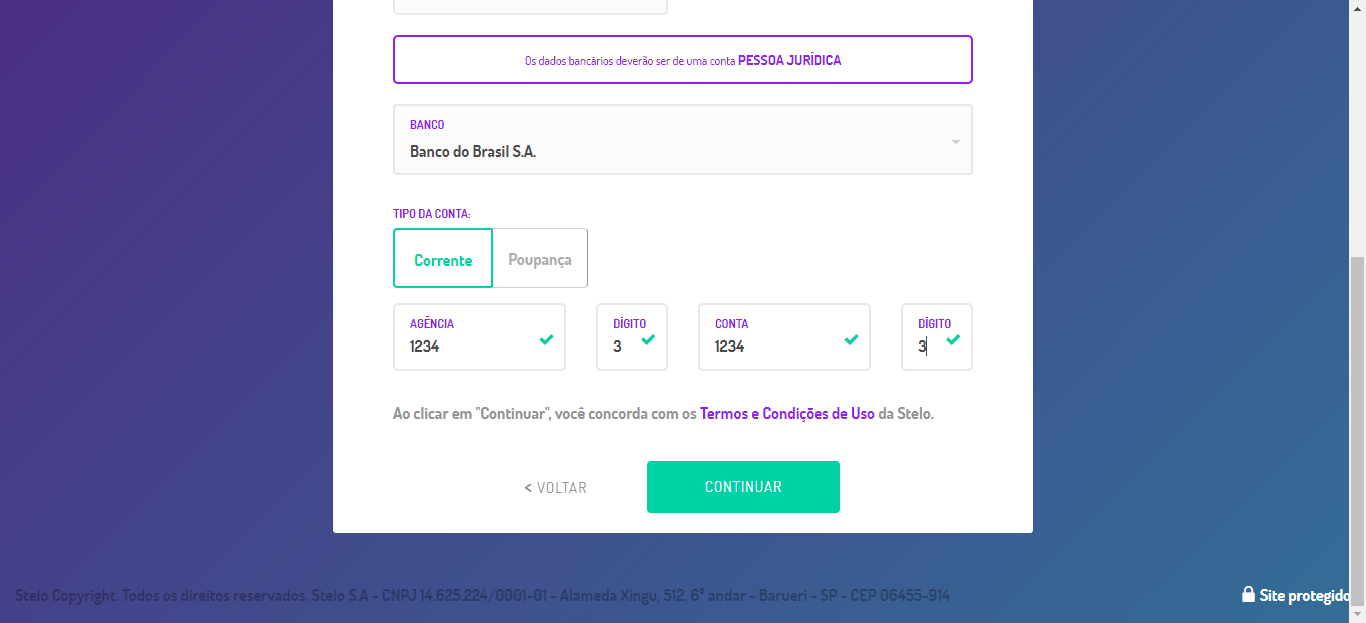 Os dados bancários deverão ser de uma conta PESSOA JURÍDICA
BANCO
Banco do Brasil S.A.
TIPO DA CONTA:
Corrente Poupança
AGÊNCIA DÍGITO CONTA DÍGITO
1234 3 1234 3
Ao clicar em "Continuar", você concorda com os Termos e Condições de Uso da Stelo.
< VOLTAR CONTINUAR
Stelo Copyright. Todos os direitos reservados. Stelo S.A - CNPJ 14.625.224/0001-01 - Alameda Xingu, 512, 6° andar - Barueri - SP - CEP 06455-914 Site protegido